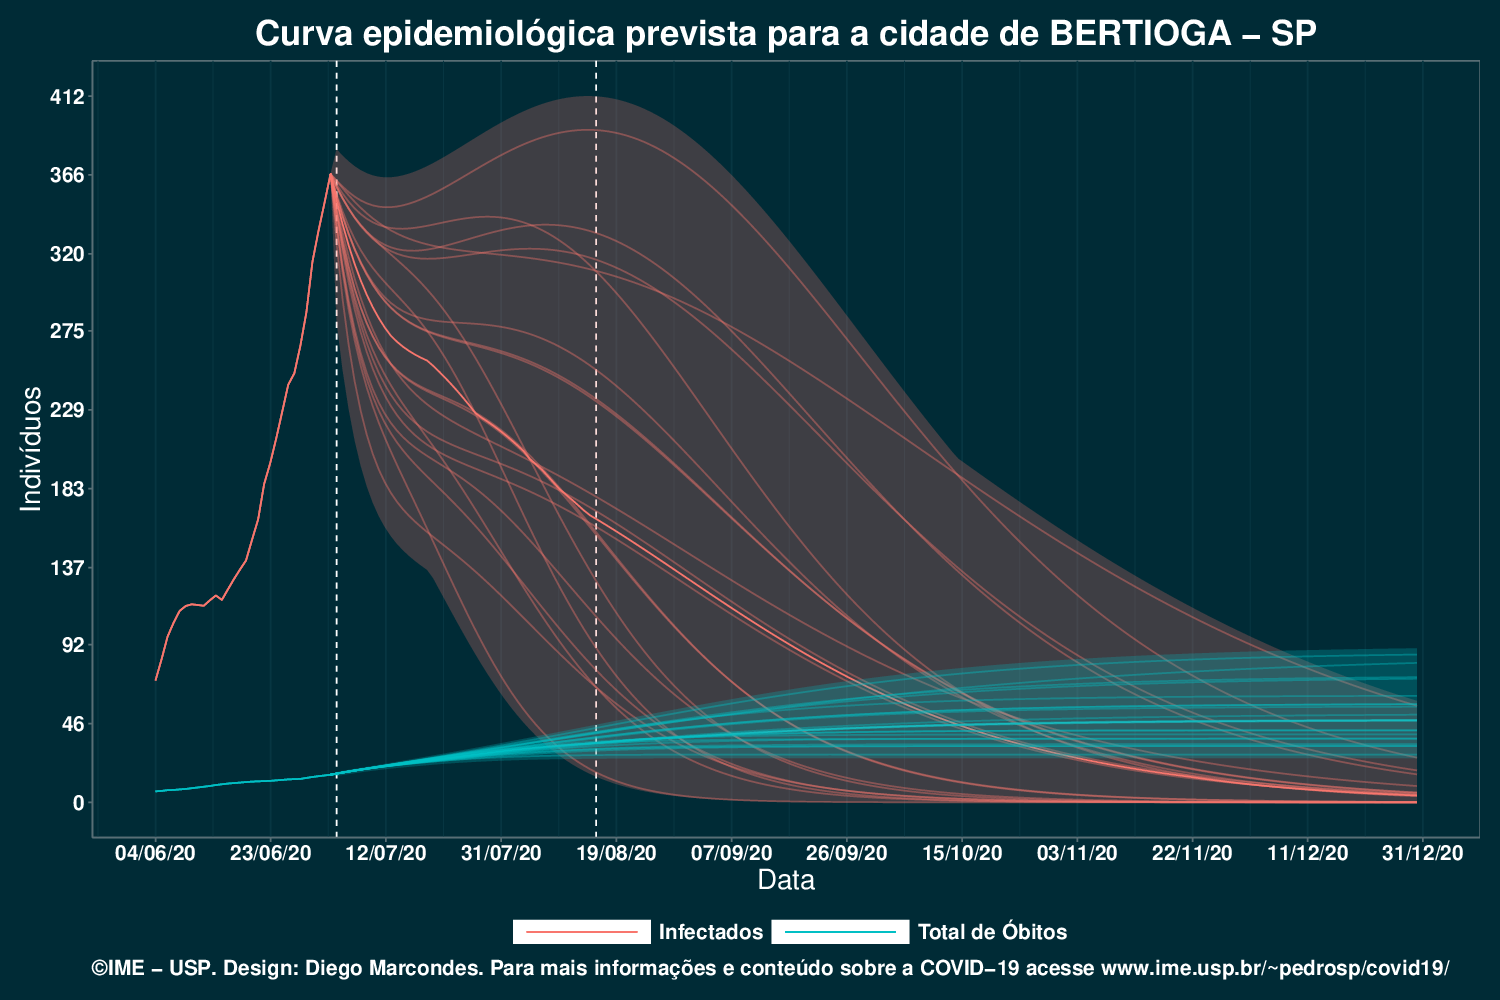 Curva epidemiológica prevista para a cidade de BERTIOGA – SP
412
366
320
275
229
183
137
92
46
0
Indivíduos
04/06/20 23/06/20 12/07/20 31/07/20 19/08/20 07/09/20 26/09/20 15/10/20 03/11/20 22/11/20 11/12/20 31/12/20
Data
Infectados Total de Óbitos
©IME – USP. Design: Diego Marcondes. Para mais informações e conteúdo sobre a COVID–19 acesse www.ime.usp.br/~pedrosp/covid19/